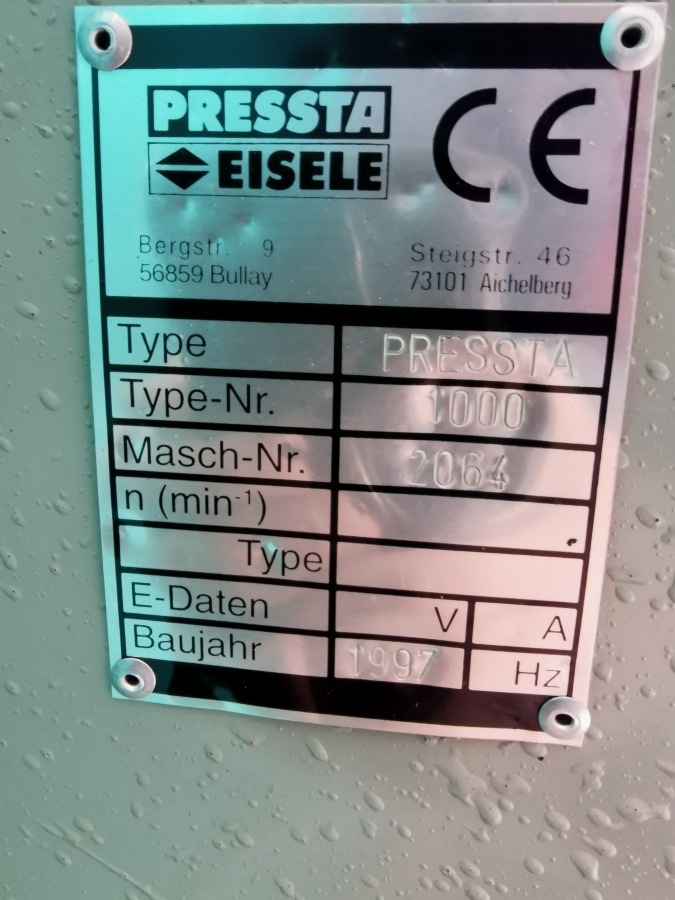 PRESSTA
EISELE
CE
Bergstr. 9
56859 Bullay
Steigstr. 46
73101 Aichelberg
Type PRESSTA
Type-Nr. 1000
Masch-Nr. 2064
n (min⁻¹)
Type
E-Daten V A
Baujahr 1997 Hz